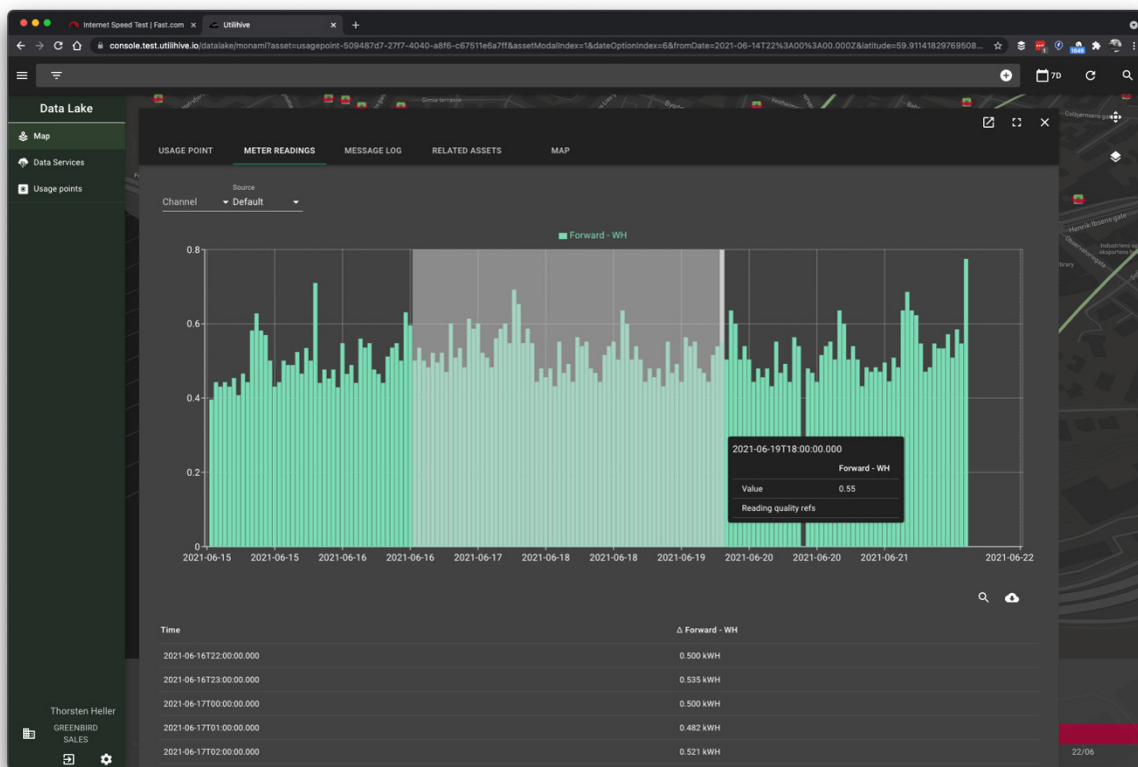 Internet Speed Test | Fast.com
Utilihive
console.test.utilihive.io/datalake/monami?asset=usagepoint-509487d7-27f7-4040-a8f6-c67511e6a7ff&assetModalIndex=1&dateOptionIndex=6&fromDate=2021-06-14T22%3A00%3A00.000Z&latitude=59.91141829769508...
7D
Data Lake
Map
Data Services
Usage points
USAGE POINT
METER READINGS
MESSAGE LOG
RELATED ASSETS
MAP
Source
Channel
Default
Forward - WH
0.8
0.6
0.4
0.2
0
2021-06-15
2021-06-15
2021-06-16
2021-06-16
2021-06-17
2021-06-18
2021-06-18
2021-06-19
2021-06-20
2021-06-20
2021-06-21
2021-06-22
2021-06-19T18:00:00.000
Forward - WH
Value 0.55
Reading quality refs
Henrik Ibsens gate
Time Δ Forward - WH
2021-06-16T22:00:00.000 0.500 kWH
2021-06-16T23:00:00.000 0.535 kWH
2021-06-17T00:00:00.000 0.500 kWH
2021-06-17T01:00:00.000 0.482 kWH
2021-06-17T02:00:00.000 0.521 kWH
Thorsten Heller
GREENBIRD
SALES
22/06